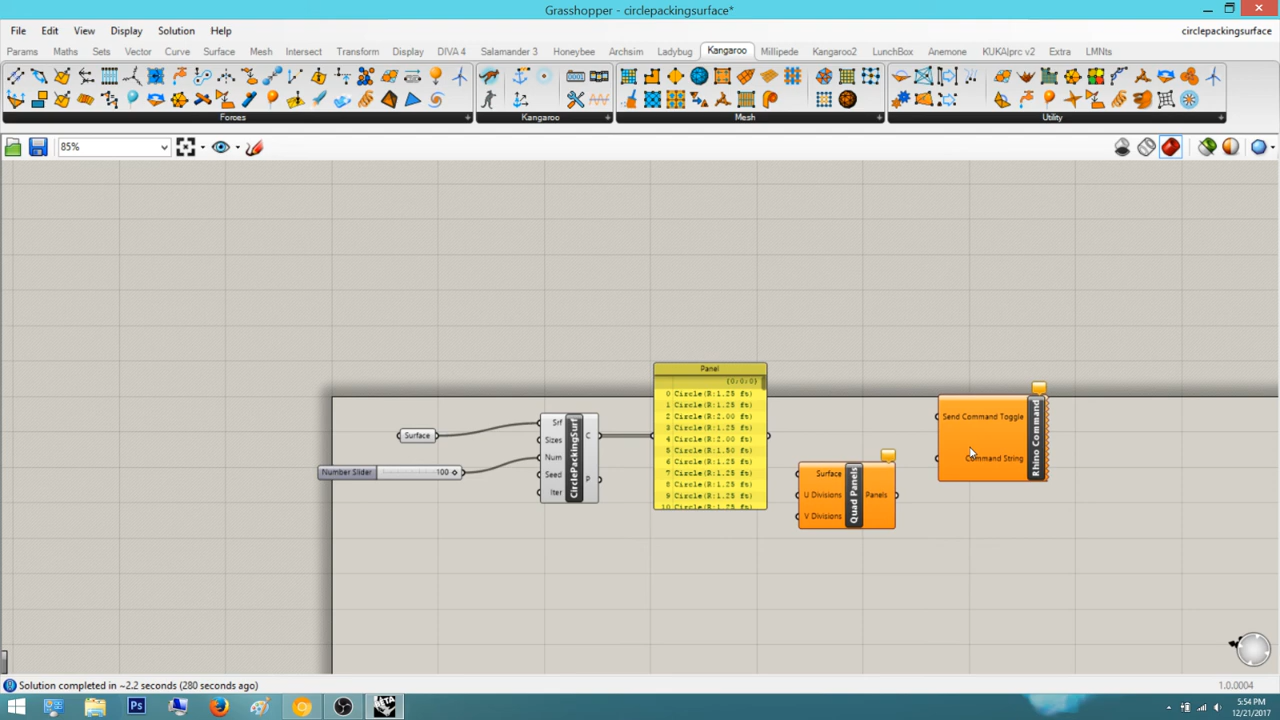 Grasshopper - circlepackingsurface*
File Edit View Display Solution Help
circlepackingsurface
Params Maths Sets Vector Curve Surface Mesh Intersect Transform Display DIVA 4 Salamander 3 Honeybee Archsim Ladybug Kangaroo Millipede Kangaroo2 LunchBox Anemone KUKA|prc v2 Extra LMNts
Forces Kangaroo Mesh Utility
85%
Panel
{0/0/0}
0 Circle(R:1.25 ft)
1 Circle(R:1.25 ft)
2 Circle(R:2.00 ft)
3 Circle(R:1.25 ft)
4 Circle(R:2.00 ft)
5 Circle(R:1.50 ft)
6 Circle(R:1.25 ft)
7 Circle(R:1.25 ft)
8 Circle(R:1.25 ft)
9 Circle(R:1.25 ft)
10 Circle(R:1.25 ft)
Surface
Number Slider 100
Srf
Sizes
Num
Seed
Iter
CirclePackingSurf
C
P
Surface
U Divisions
V Divisions
Quad Panels
Panels
Send Command Toggle
Command String
Rhino Command
Solution completed in ~2.2 seconds (280 seconds ago)
1.0.0004
Ps
5:54 PM
12/21/2017